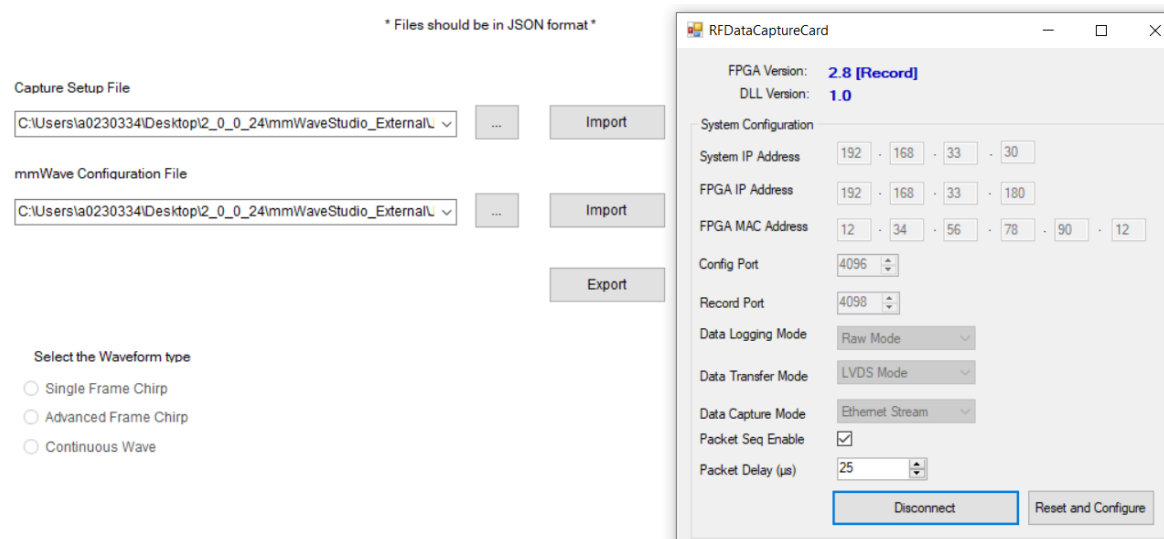 * Files should be in JSON format *
Capture Setup File
C:\Users\a0230334\Desktop\2_0_0_24\mmWaveStudio_External\
... Import
mmWave Configuration File
C:\Users\a0230334\Desktop\2_0_0_24\mmWaveStudio_External\
... Import
Export
Select the Waveform type
Single Frame Chirp
Advanced Frame Chirp
Continuous Wave
RFDataCaptureCard
FPGA Version: 2.8 [Record]
DLL Version: 1.0
System Configuration
System IP Address 192 . 168 . 33 . 30
FPGA IP Address 192 . 168 . 33 . 180
FPGA MAC Address 12 . 34 . 56 . 78 . 90 . 12
Config Port 4096
Record Port 4098
Data Logging Mode Raw Mode
Data Transfer Mode LVDS Mode
Data Capture Mode Ethernet Stream
Packet Seq Enable
Packet Delay (µs) 25
Disconnect Reset and Configure